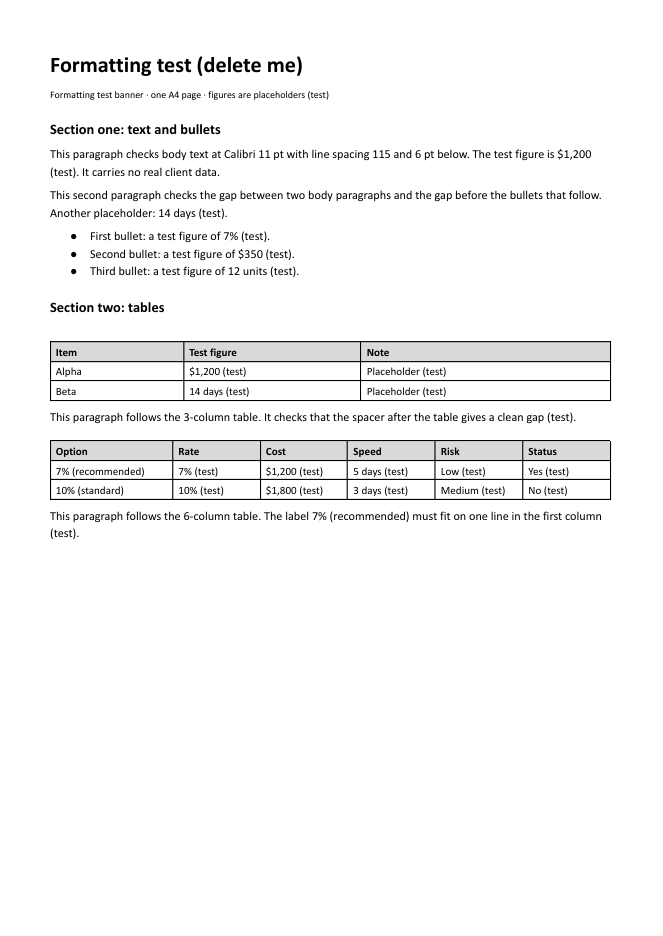 Formatting test (delete me)
Formatting test banner · one A4 page · figures are placeholders (test)
Section one: text and bullets
This paragraph checks body text at Calibri 11 pt with line spacing 115 and 6 pt below. The test figure is $1,200
(test). It carries no real client data.
This second paragraph checks the gap between two body paragraphs and the gap before the bullets that follow.
Another placeholder: 14 days (test).
● First bullet: a test figure of 7% (test).
● Second bullet: a test figure of $350 (test).
● Third bullet: a test figure of 12 units (test).
Section two: tables
Item Test figure Note
Alpha $1,200 (test) Placeholder (test)
Beta 14 days (test) Placeholder (test)
This paragraph follows the 3-column table. It checks that the spacer after the table gives a clean gap (test).
Option Rate Cost Speed Risk Status
7% (recommended) 7% (test) $1,200 (test) 5 days (test) Low (test) Yes (test)
10% (standard) 10% (test) $1,800 (test) 3 days (test) Medium (test) No (test)
This paragraph follows the 6-column table. The label 7% (recommended) must fit on one line in the first column
(test).